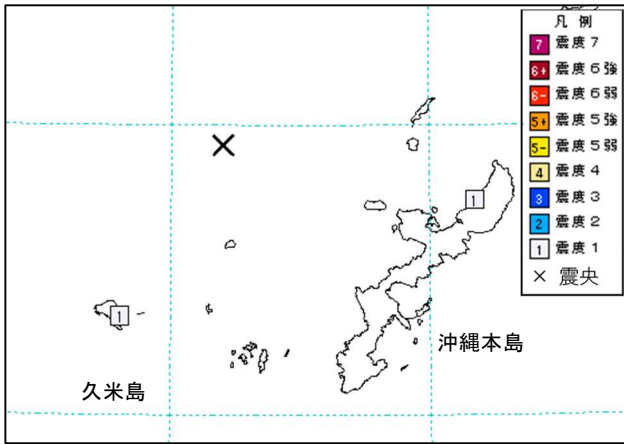 凡例
7 震度7
6+ 震度6強
6- 震度6弱
5+ 震度5強
5- 震度5弱
4 震度4
3 震度3
2 震度2
1 震度1
× 震央
1
1
沖縄本島
久米島